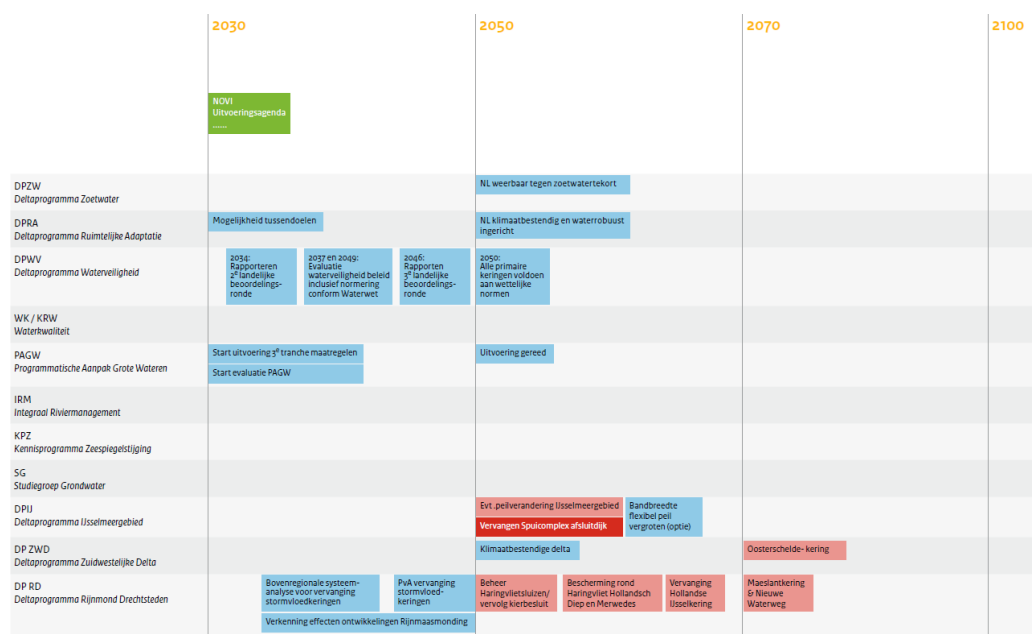 2030
2050
2070
2100
NOVI
Uitvoeringsagenda
......
DPZW
Deltaprogramma Zoetwater
NL weerbaar tegen zoetwatertekort
DPRA
Deltaprogramma Ruimtelijke Adaptatie
Mogelijkheid tussendoelen
NL klimaatbestendig en waterrobuust
ingericht
DPWV
Deltaprogramma Waterveiligheid
2034:
Rapporteren
2e landelijke
beoordelings-
ronde
2037 en 2049:
Evaluatie
waterveiligheid beleid
inclusief normering
conform Waterwet
2046:
Rapporten
3e landelijke
beoordelings-
ronde
2050:
Alle primaire
keringen voldoen
aan wettelijke
normen
WK / KRW
Waterkwaliteit
PAGW
Programmatische Aanpak Grote Wateren
Start uitvoering 3e tranche maatregelen
Start evaluatie PAGW
Uitvoering gereed
IRM
Integraal Riviermanagement
KPZ
Kennisprogramma Zeespiegelstijging
SG
Studiegroep Grondwater
DPIJ
Deltaprogramma IJsselmeergebied
Evt .peilverandering IJsselmeergebied
Vervangen Spuicomplex afsluitdijk
Bandbreedte
flexibel peil
vergroten (optie)
DP ZWD
Deltaprogramma Zuidwestelijke Delta
Klimaatbestendige delta
Oosterschelde- kering
DP RD
Deltaprogramma Rijnmond Drechtsteden
Bovenregionale systeem-
analyse voor vervanging
stormvloedkeringen
PvA vervanging
stormvloed-
keringen
Verkenning effecten ontwikkelingen Rijnmaasmonding
Beheer
Haringvlietsluizen/
vervolg kierbesluit
Bescherming rond
Haringvliet Hollandsch
Diep en Merwedes
Vervanging
Hollandse
IJsselkering
Maeslantkering
& Nieuwe
Waterweg